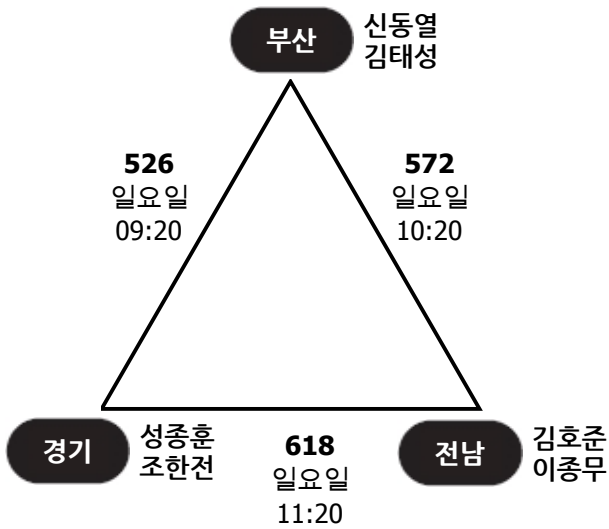 부산
신동열
김태성
526
일요일
09:20
572
일요일
10:20
경기
성종훈
조한전
618
일요일
11:20
전남
김호준
이종무